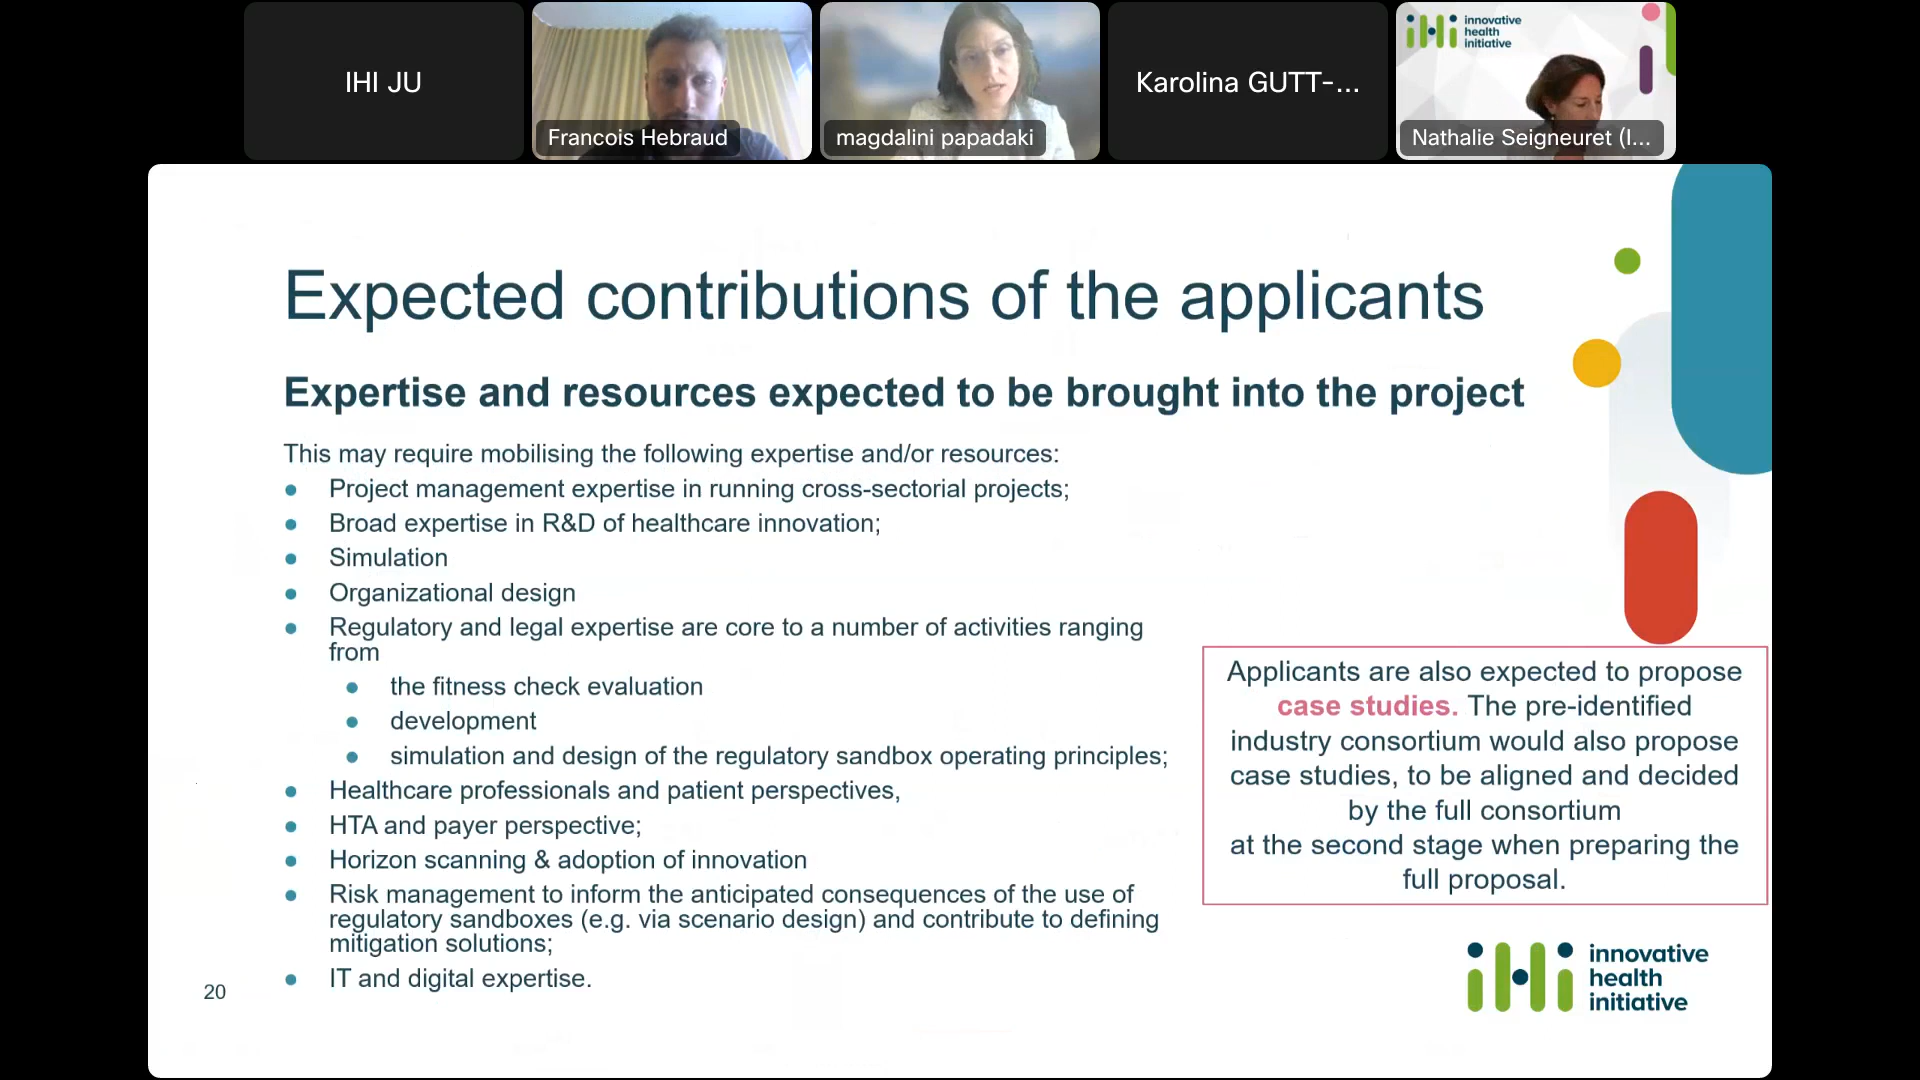 IHI JU
Francois Hebraud
magdalini papadaki
Karolina GUTT-...
innovative
health
initiative
Nathalie Seigneuret (I...
Expected contributions of the applicants
Expertise and resources expected to be brought into the project
This may require mobilising the following expertise and/or resources:
Project management expertise in running cross-sectorial projects;
Broad expertise in R&D of healthcare innovation;
Simulation
Organizational design
Regulatory and legal expertise are core to a number of activities ranging
from
the fitness check evaluation
development
simulation and design of the regulatory sandbox operating principles;
Healthcare professionals and patient perspectives,
HTA and payer perspective;
Horizon scanning & adoption of innovation
Risk management to inform the anticipated consequences of the use of
regulatory sandboxes (e.g. via scenario design) and contribute to defining
mitigation solutions;
IT and digital expertise.
Applicants are also expected to propose
case studies. The pre-identified
industry consortium would also propose
case studies, to be aligned and decided
by the full consortium
at the second stage when preparing the
full proposal.
20
iHi innovative
health
initiative